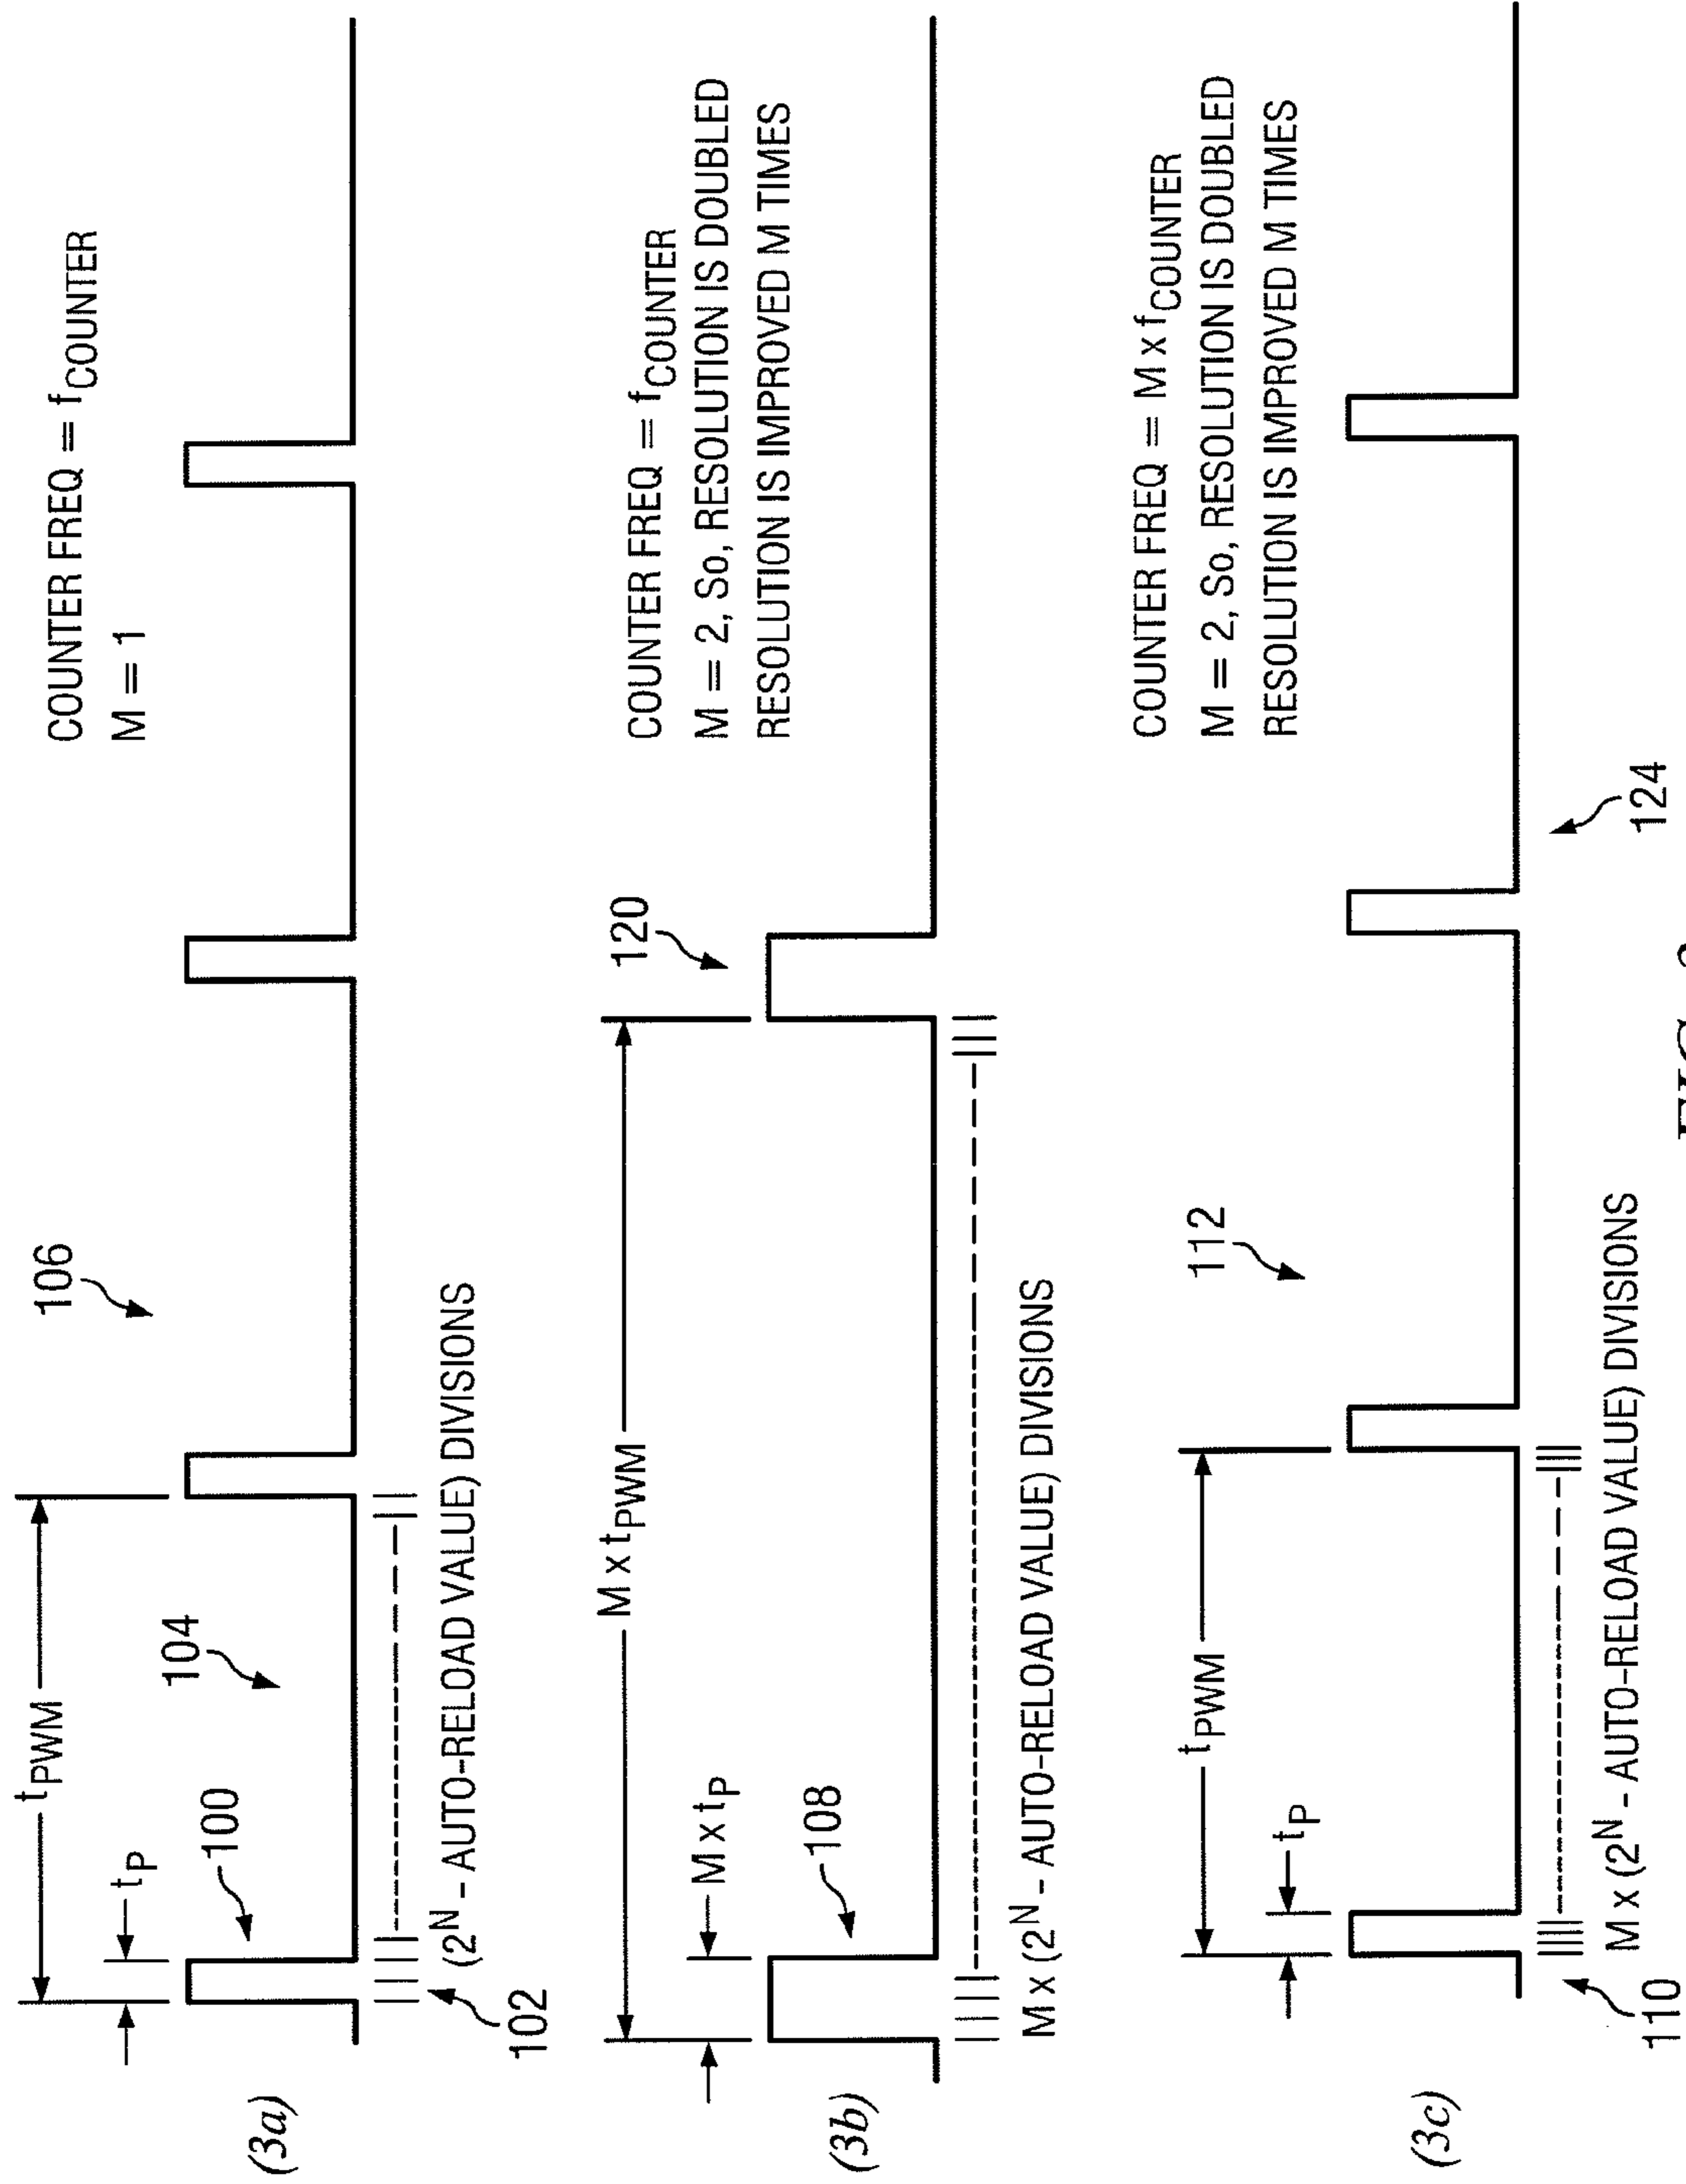 (3a)
t_PWM
t_P
100
104
106
102
(2^N - AUTO-RELOAD VALUE) DIVISIONS
COUNTER FREQ = f_COUNTER
M = 1
(3b)
M x t_PWM
M x t_P
108
120
M x (2^N - AUTO-RELOAD VALUE) DIVISIONS
COUNTER FREQ = f_COUNTER
M = 2, So, RESOLUTION IS DOUBLED
RESOLUTION IS IMPROVED M TIMES
(3c)
t_PWM
t_P
112
110
124
M x (2^N - AUTO-RELOAD VALUE) DIVISIONS
COUNTER FREQ = M x f_COUNTER
M = 2, So, RESOLUTION IS DOUBLED
RESOLUTION IS IMPROVED M TIMES
FIG.